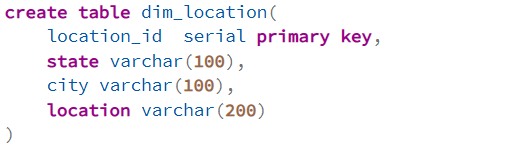 create table dim_location(
    location_id  serial primary key,
    state varchar(100),
    city varchar(100),
    location varchar(200)
)